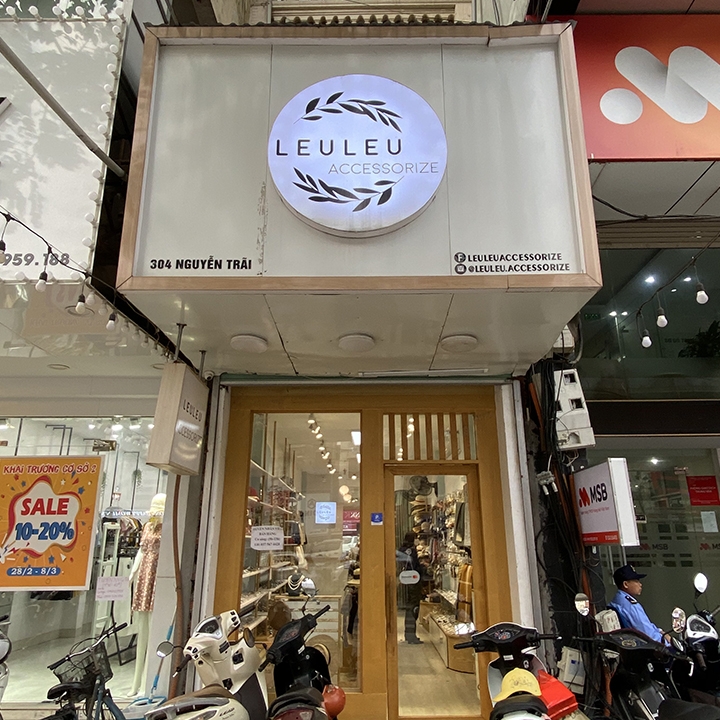 LEULEU
ACCESSORIZE
304 NGUYỄN TRÃI
LEULEUACCESSORIZE
@LEULEU.ACCESSORIZE
959.188
LEULEU
ACCESSORIZE
KHAI TRƯƠNG CƠ SỞ 2
SALE
10-20%
28/2 - 8/3
MSB
MSB